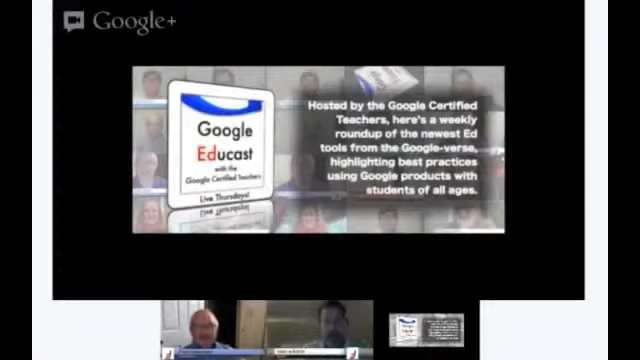 Google+
Hosted by the Google Certified
Teachers, here's a weekly
roundup of the newest Ed
tools from the Google-verse,
highlighting best practices
using Google products with
students of all ages.
Google
Educast
with the
Google Certified Teachers
Live Thursdays!